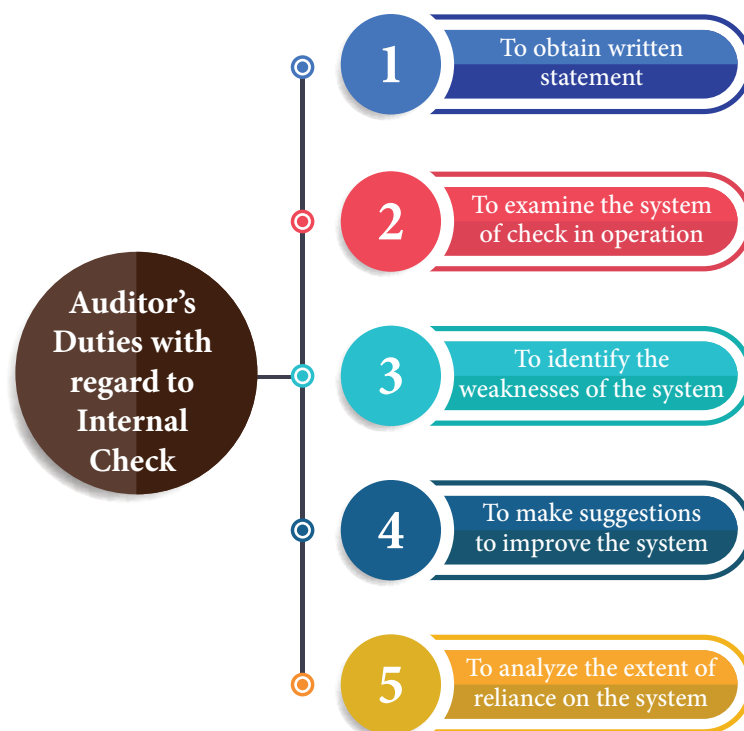 Auditor's
Duties with
regard to
Internal
Check
1
To obtain written
statement
2
To examine the system
of check in operation
3
To identify the
weaknesses of the system
4
To make suggestions
to improve the system
5
To analyze the extent of
reliance on the system